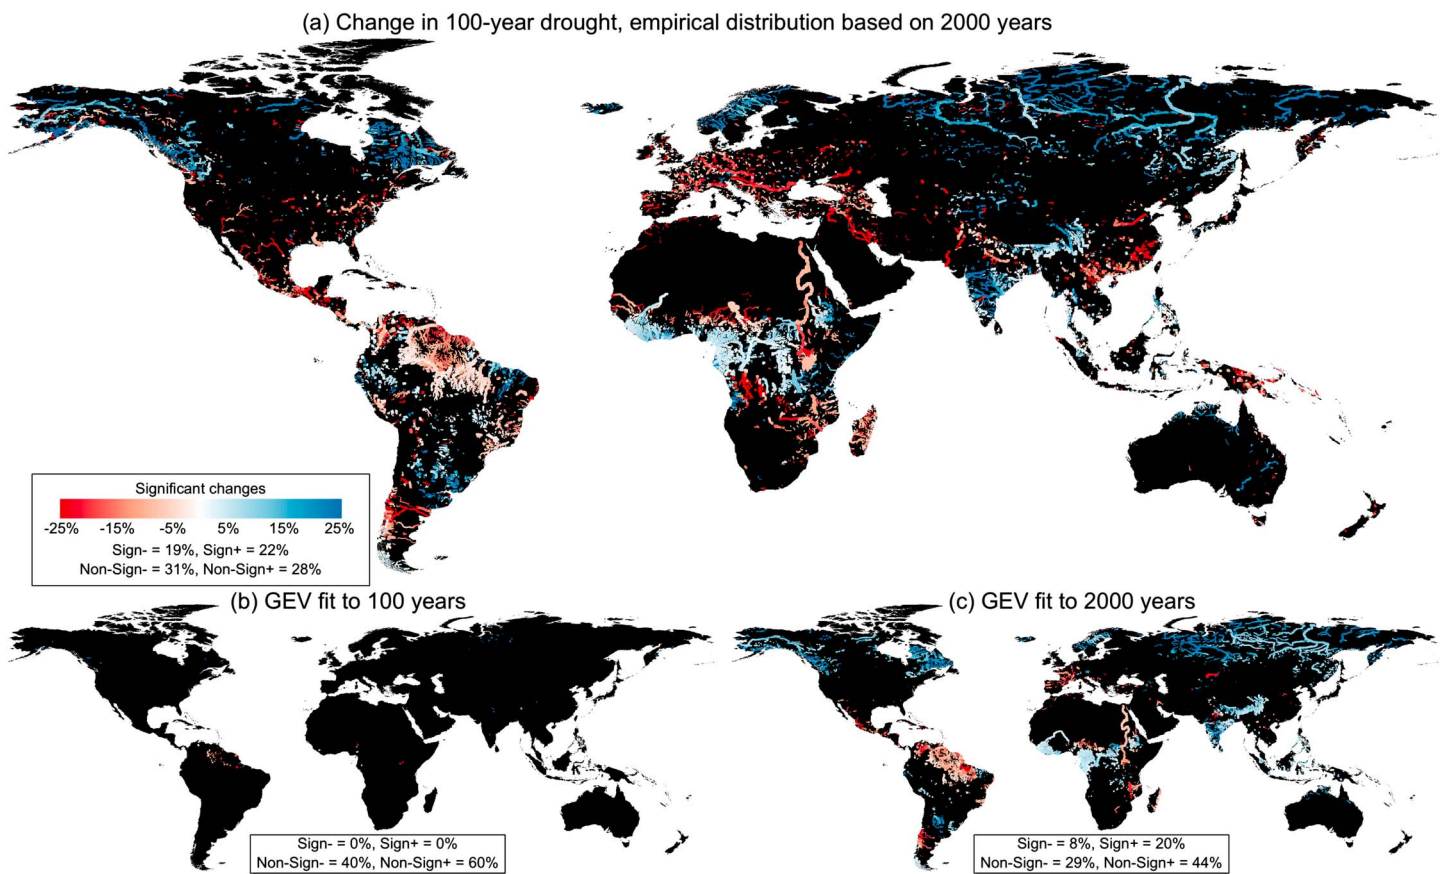 (a) Change in 100-year drought, empirical distribution based on 2000 years
Significant changes
-25% -15% -5% 5% 15% 25%
Sign- = 19%, Sign+ = 22%
Non-Sign- = 31%, Non-Sign+ = 28%
(b) GEV fit to 100 years
Sign- = 0%, Sign+ = 0%
Non-Sign- = 40%, Non-Sign+ = 60%
(c) GEV fit to 2000 years
Sign- = 8%, Sign+ = 20%
Non-Sign- = 29%, Non-Sign+ = 44%